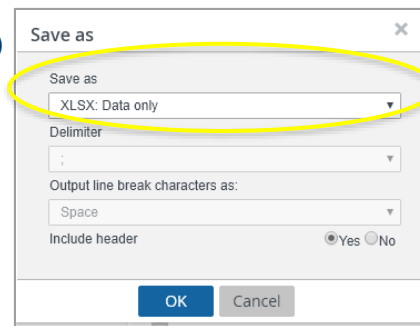 Save as
Save as
XLSX: Data only
Delimiter
;
Output line break characters as:
Space
Include header Yes No
OK Cancel